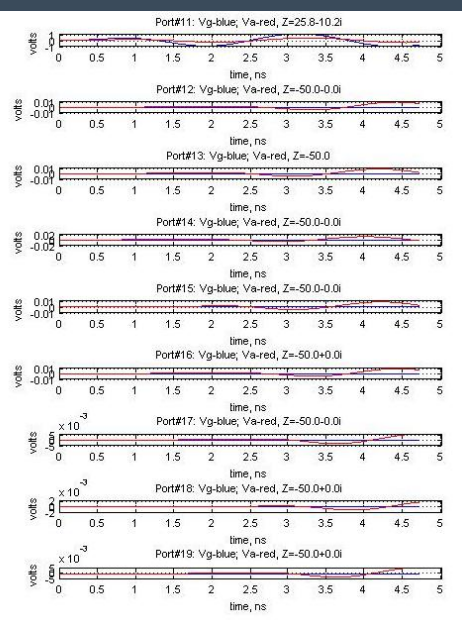 Port#11: Vg-blue; Va-red, Z=25.8-10.2i
volts
1
0
-1
0 0.5 1 1.5 2 2.5 3 3.5 4 4.5 5
time, ns
Port#12: Vg-blue; Va-red, Z=-50.0-0.0i
volts
0.01
0
-0.01
0 0.5 1 1.5 2 2.5 3 3.5 4 4.5 5
time, ns
Port#13: Vg-blue; Va-red, Z=-50.0
volts
0.01
0
-0.01
0 0.5 1 1.5 2 2.5 3 3.5 4 4.5 5
time, ns
Port#14: Vg-blue; Va-red, Z=-50.0-0.0i
volts
0.02
0
-0.02
0 0.5 1 1.5 2 2.5 3 3.5 4 4.5 5
time, ns
Port#15: Vg-blue; Va-red, Z=-50.0-0.0i
volts
0.01
0
-0.01
0 0.5 1 1.5 2 2.5 3 3.5 4 4.5 5
time, ns
Port#16: Vg-blue; Va-red, Z=-50.0+0.0i
volts
0.01
0
-0.01
0 0.5 1 1.5 2 2.5 3 3.5 4 4.5 5
time, ns
x 10⁻³ Port#17: Vg-blue; Va-red, Z=-50.0-0.0i
volts
5
0
-5
0 0.5 1 1.5 2 2.5 3 3.5 4 4.5 5
time, ns
x 10⁻³ Port#18: Vg-blue; Va-red, Z=-50.0+0.0i
volts
2
0
-2
0 0.5 1 1.5 2 2.5 3 3.5 4 4.5 5
time, ns
x 10⁻³ Port#19: Vg-blue; Va-red, Z=-50.0+0.0i
volts
5
0
-5
0 0.5 1 1.5 2 2.5 3 3.5 4 4.5 5
time, ns